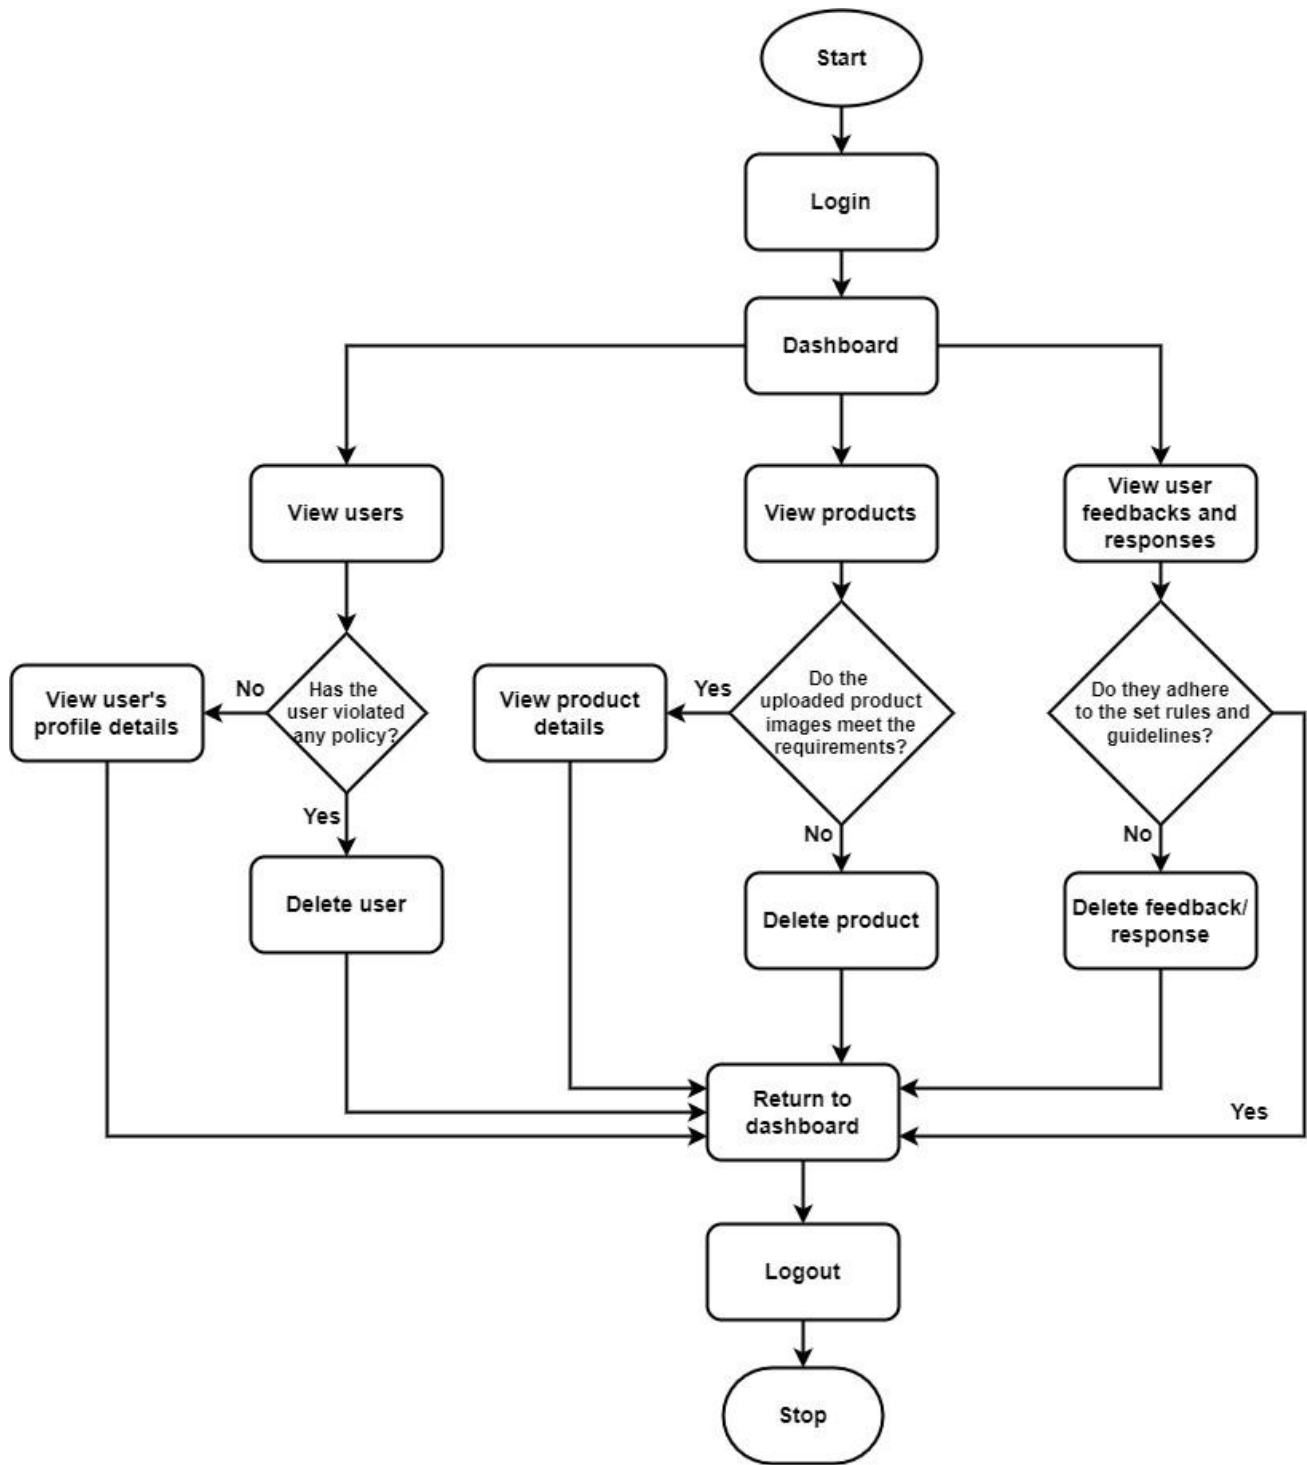 Start
Login
Dashboard
View users
View products
View user
feedbacks and
responses
View user's
profile details
No
Has the
user violated
any policy?
View product
details
Yes
Do the
uploaded product
images meet the
requirements?
Do they adhere
to the set rules and
guidelines?
Yes
No
No
Delete user
Delete product
Delete feedback/
response
Return to
dashboard
Yes
Logout
Stop